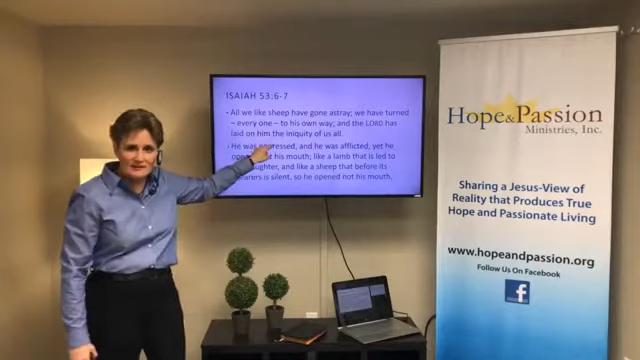 ISAIAH 53:6-7
• All we like sheep have gone astray; we have turned
– every one – to his own way; and the LORD has
laid on him the iniquity of us all.
• He was oppressed, and he was afflicted, yet he
his mouth; like a lamb that is led to
and like a sheep that before its
is silent, so he opened not his mouth.
Hope&Passion
Ministries, Inc.
Sharing a Jesus-View of
Reality that Produces True
Hope and Passionate Living
www.hopeandpassion.org
Follow Us On Facebook
f